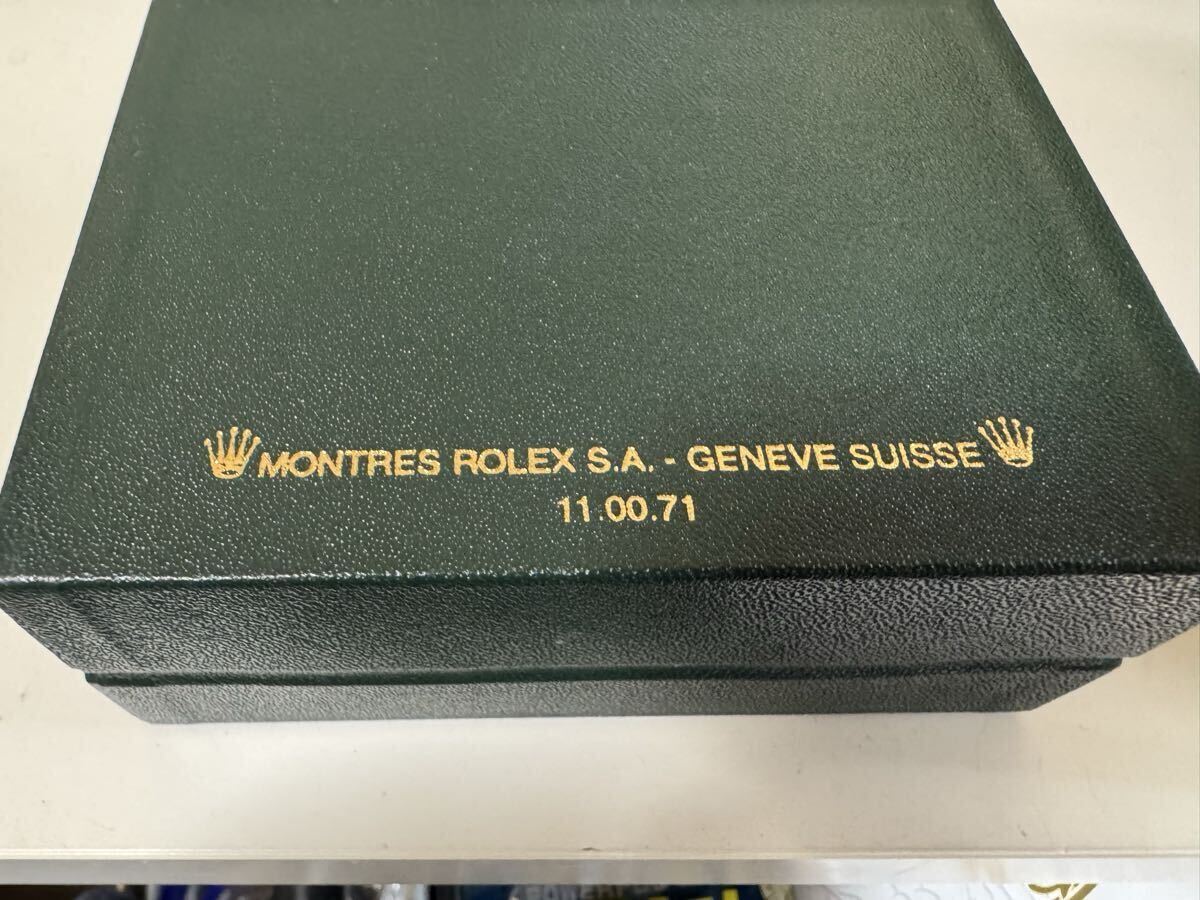 MONTRES ROLEX S.A. - GENEVE SUISSE
11.00.71